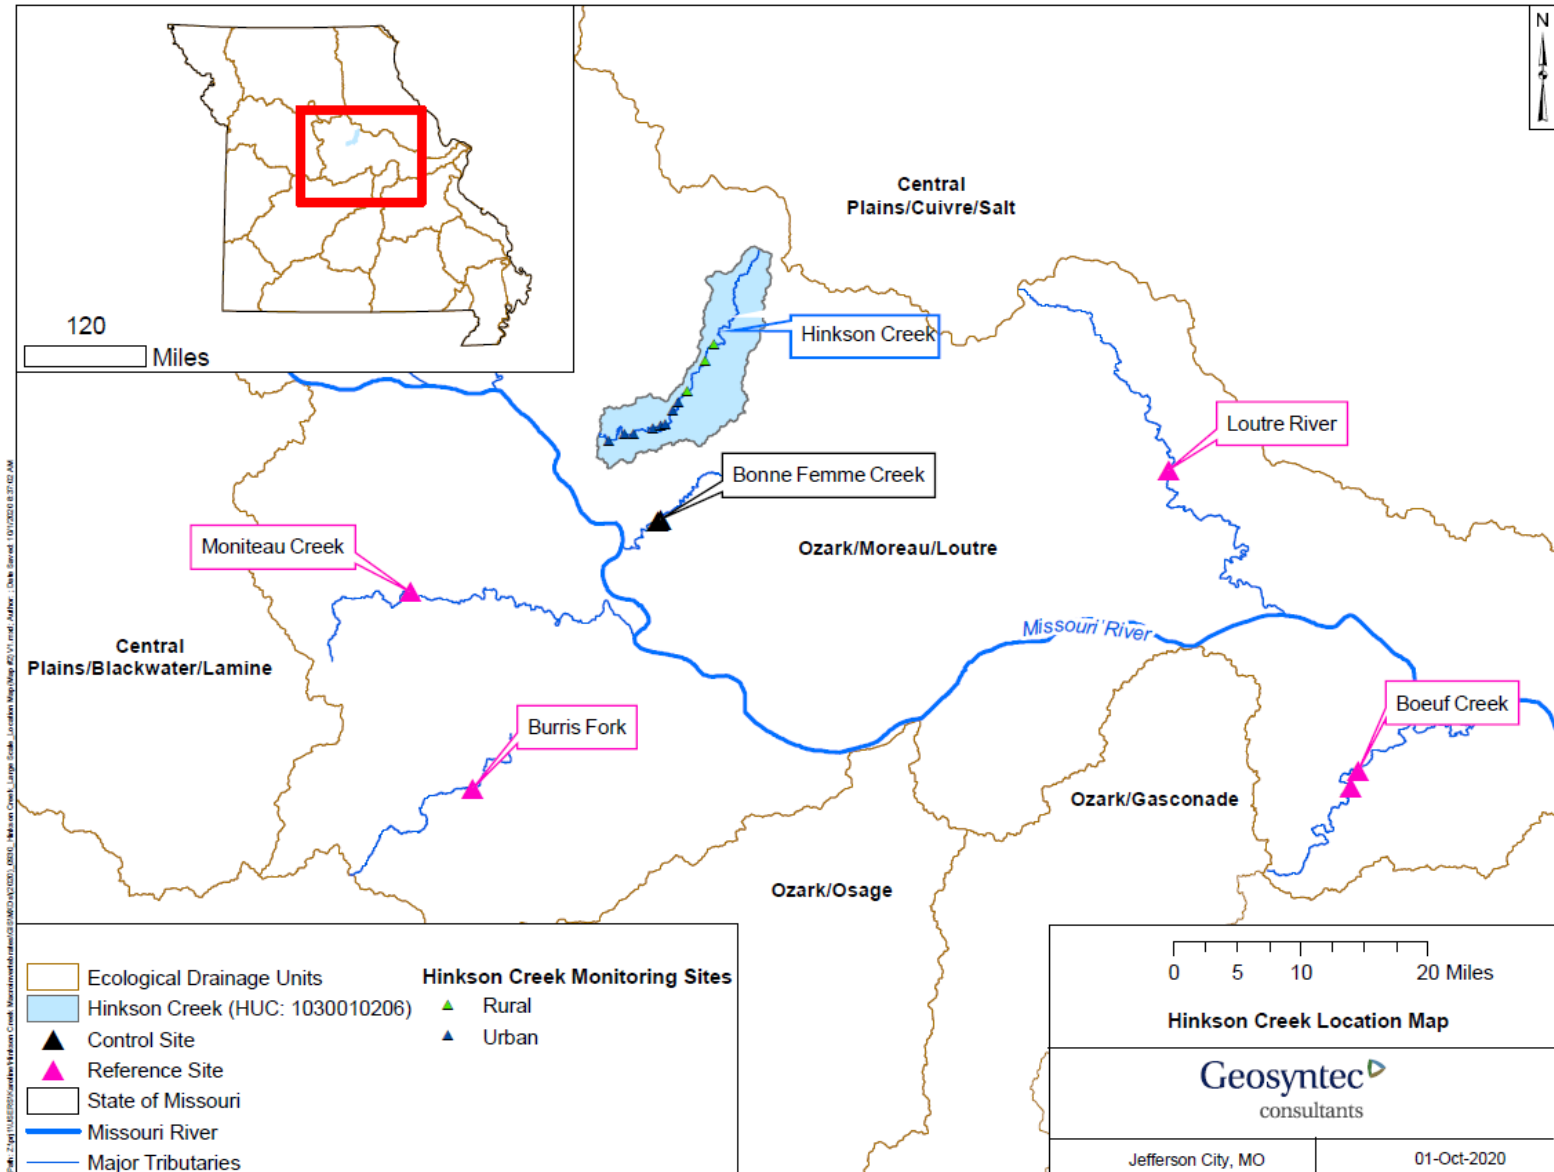 N
120
Miles
Central
Plains/Cuivre/Salt
Hinkson Creek
Loutre River
Bonne Femme Creek
Moniteau Creek
Ozark/Moreau/Loutre
Missouri River
Central
Plains/Blackwater/Lamine
Burris Fork
Boeuf Creek
Ozark/Gasconade
Ozark/Osage
Ecological Drainage Units
Hinkson Creek (HUC: 1030010206)
Control Site
Reference Site
State of Missouri
Missouri River
Major Tributaries
Hinkson Creek Monitoring Sites
Rural
Urban
0 5 10 20 Miles
Hinkson Creek Location Map
Geosyntec
consultants
Jefferson City, MO
01-Oct-2020